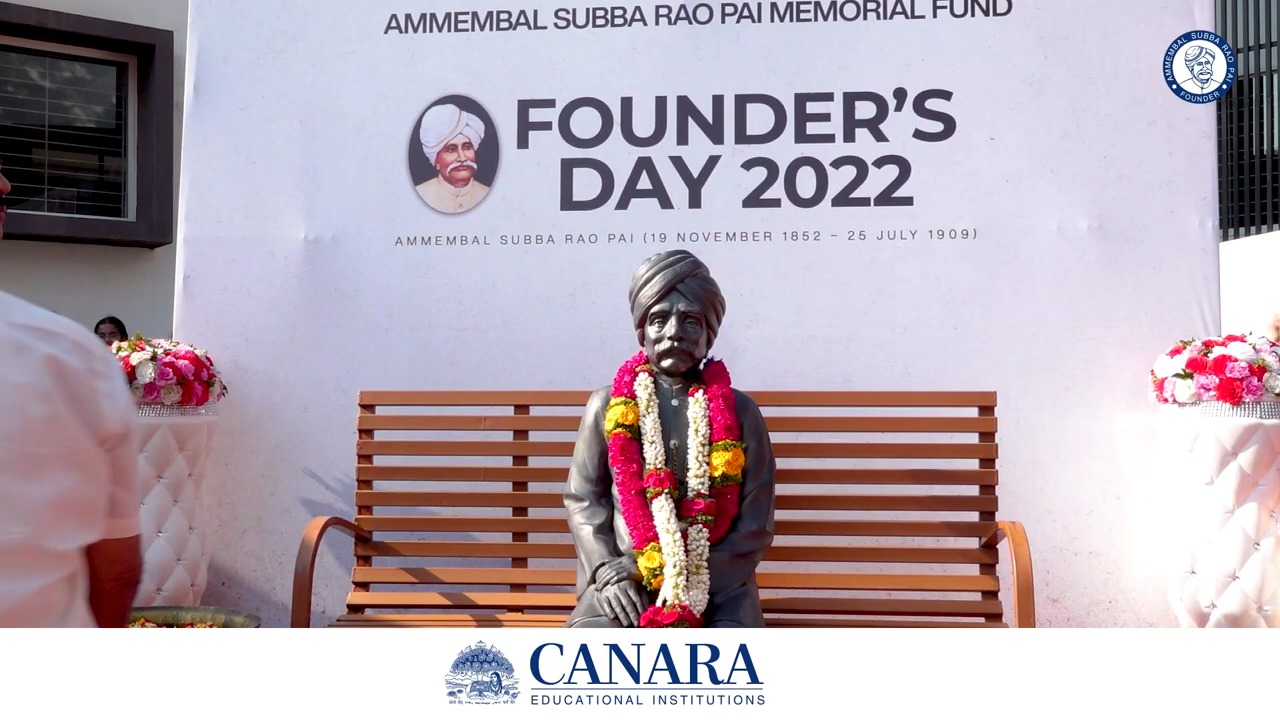 AMMEMBAL SUBBA RAO PAI MEMORIAL FUND
FOUNDER'S
DAY 2022
AMMEMBAL SUBBA RAO PAI (19 NOVEMBER 1852 – 25 JULY 1909)
AMMEMBAL SUBBA RAO PAI
FOUNDER
CANARA
EDUCATIONAL INSTITUTIONS